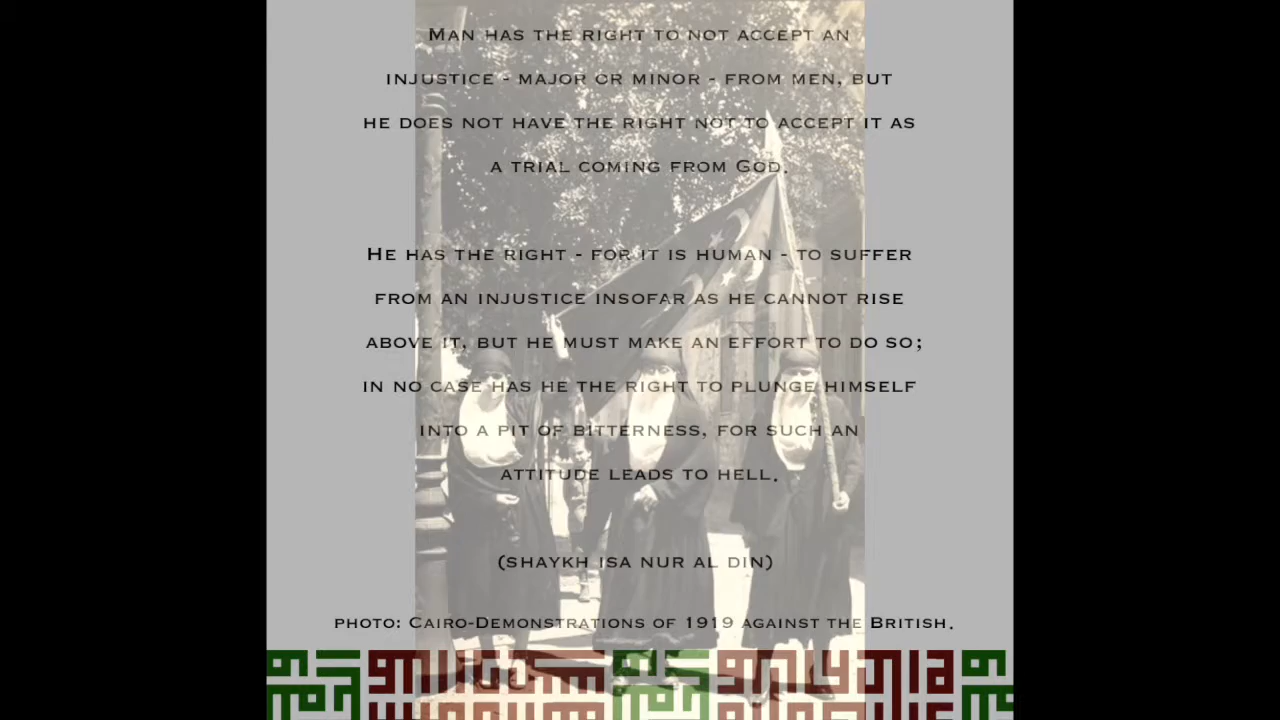 MAN HAS THE RIGHT TO NOT ACCEPT AN
INJUSTICE - MAJOR OR MINOR - FROM MEN, BUT
HE DOES NOT HAVE THE RIGHT NOT TO ACCEPT IT AS
A TRIAL COMING FROM GOD.
HE HAS THE RIGHT - FOR IT IS HUMAN - TO SUFFER
FROM AN INJUSTICE INSOFAR AS HE CANNOT RISE
ABOVE IT, BUT HE MUST MAKE AN EFFORT TO DO SO;
IN NO CASE HAS HE THE RIGHT TO PLUNGE HIMSELF
INTO A PIT OF BITTERNESS, FOR SUCH AN
ATTITUDE LEADS TO HELL.
(SHAYKH ISA NUR AL DIN)
PHOTO: CAIRO-DEMONSTRATIONS OF 1919 AGAINST THE BRITISH.